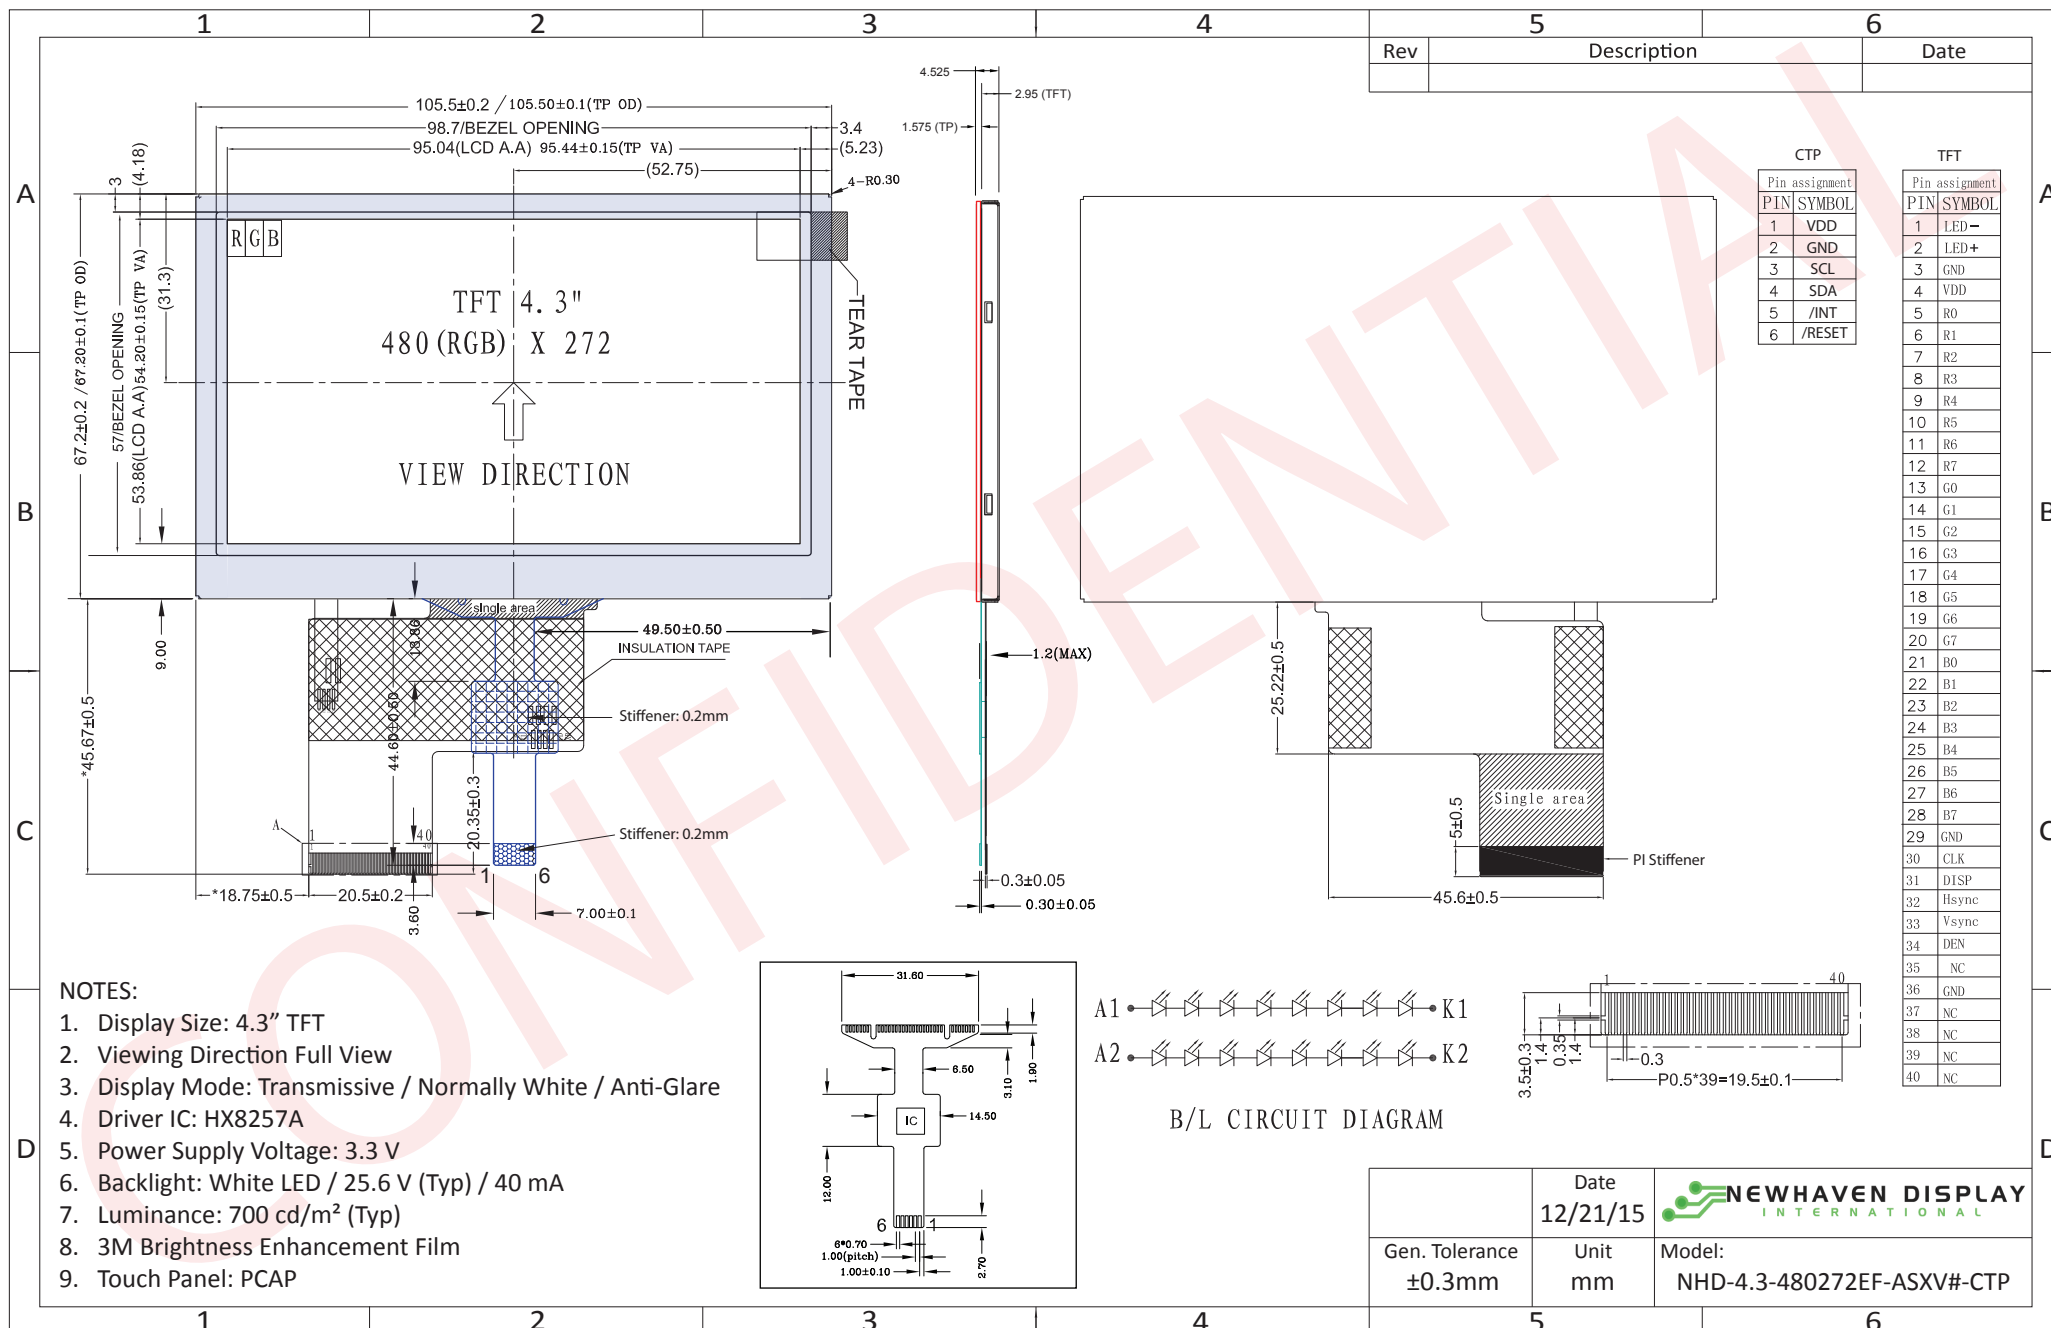 1 2 3 4 5 6
Rev Description Date
A
B
C
D
105.5±0.2 / 105.50±0.1(TP OD)
98.7/BEZEL OPENING
3.4
95.04(LCD A.A) 95.44±0.15(TP VA)
(5.23)
(52.75)
4-R0.30
3
(4.18)
67.2±0.2 / 67.20±0.1(TP OD)
57/BEZEL OPENING
53.86(LCD A.A)54.20±0.15(TP VA)
(31.3)
R G B
TFT 4.3"
480(RGB) X 272
VIEW DIRECTION
TEAR TAPE
single area
9.00
*45.67±0.5
18.86
44.60±0.50
20.35±0.3
49.50±0.50
INSULATION TAPE
Stiffener: 0.2mm
Stiffener: 0.2mm
A
1 40
1 6
*18.75±0.5
20.5±0.2
3.60
7.00±0.1
4.525
2.95 (TFT)
1.575 (TP)
1.2(MAX)
0.3±0.05
0.30±0.05
25.22±0.5
Single area
5±0.5
PI Stiffener
45.6±0.5
CTP
Pin assignment
PIN SYMBOL
1 VDD
2 GND
3 SCL
4 SDA
5 /INT
6 /RESET
TFT
Pin assignment
PIN SYMBOL
1 LED-
2 LED+
3 GND
4 VDD
5 R0
6 R1
7 R2
8 R3
9 R4
10 R5
11 R6
12 R7
13 G0
14 G1
15 G2
16 G3
17 G4
18 G5
19 G6
20 G7
21 B0
22 B1
23 B2
24 B3
25 B4
26 B5
27 B6
28 B7
29 GND
30 CLK
31 DISP
32 Hsync
33 Vsync
34 DEN
35 NC
36 GND
37 NC
38 NC
39 NC
40 NC
CONFIDENTIAL
NOTES:
1. Display Size: 4.3” TFT
2. Viewing Direction Full View
3. Display Mode: Transmissive / Normally White / Anti-Glare
4. Driver IC: HX8257A
5. Power Supply Voltage: 3.3 V
6. Backlight: White LED / 25.6 V (Typ) / 40 mA
7. Luminance: 700 cd/m² (Typ)
8. 3M Brightness Enhancement Film
9. Touch Panel: PCAP
31.60
6.50
3.10
1.90
IC
14.50
12.00
6 1
6*0.70
1.00(pitch)
1.00±0.10
2.70
A1 K1
A2 K2
B/L CIRCUIT DIAGRAM
1 40
3.5±0.3
1.4
0.35
1.4
0.3
P0.5*39=19.5±0.1
Date
12/21/15
NEWHAVEN DISPLAY
INTERNATIONAL
Gen. Tolerance
±0.3mm
Unit
mm
Model:
NHD-4.3-480272EF-ASXV#-CTP
A
B
C
D
1 2 3 4 5 6